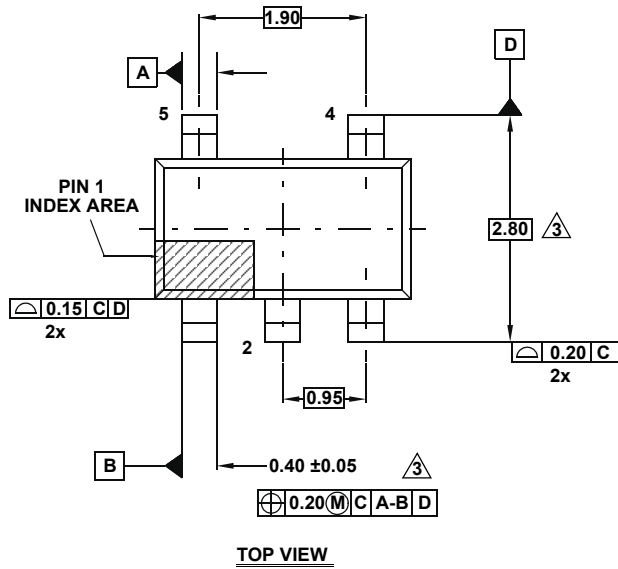 1.90
A
D
5
4
PIN 1
INDEX AREA
2.80
3
0.15 C D
2x
2
0.20 C
2x
0.95
B
0.40 ±0.05
3
0.20 M C A-B D
TOP VIEW